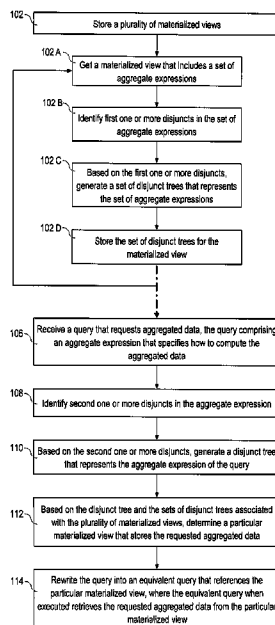 102
Store a plurality of materialized views
102 A
Get a materialized view that includes a set of
aggregate expressions
102 B
Identify first one or more disjuncts in the set of
aggregate expressions
102 C
Based on the first one or more disjuncts,
generate a set of disjunct trees that represents
the set of aggregate expressions
102 D
Store the set of disjunct trees for the
materialized view
106
Receive a query that requests aggregated data, the query comprising
an aggregate expression that specifies how to compute the
aggregated data
108
Identify second one or more disjuncts in the aggregate expression
110
Based on the second one or more disjuncts, generate a disjunct tree
that represents the aggregate expression of the query
112
Based on the disjunct tree and the sets of disjunct trees associated
with the plurality of materialized views, determine a particular
materialized view that stores the requested aggregated data
114
Rewrite the query into an equivalent query that references the
particular materialized view, where the equivalent query when
executed retrieves the requested aggregated data from the particular
materialized view